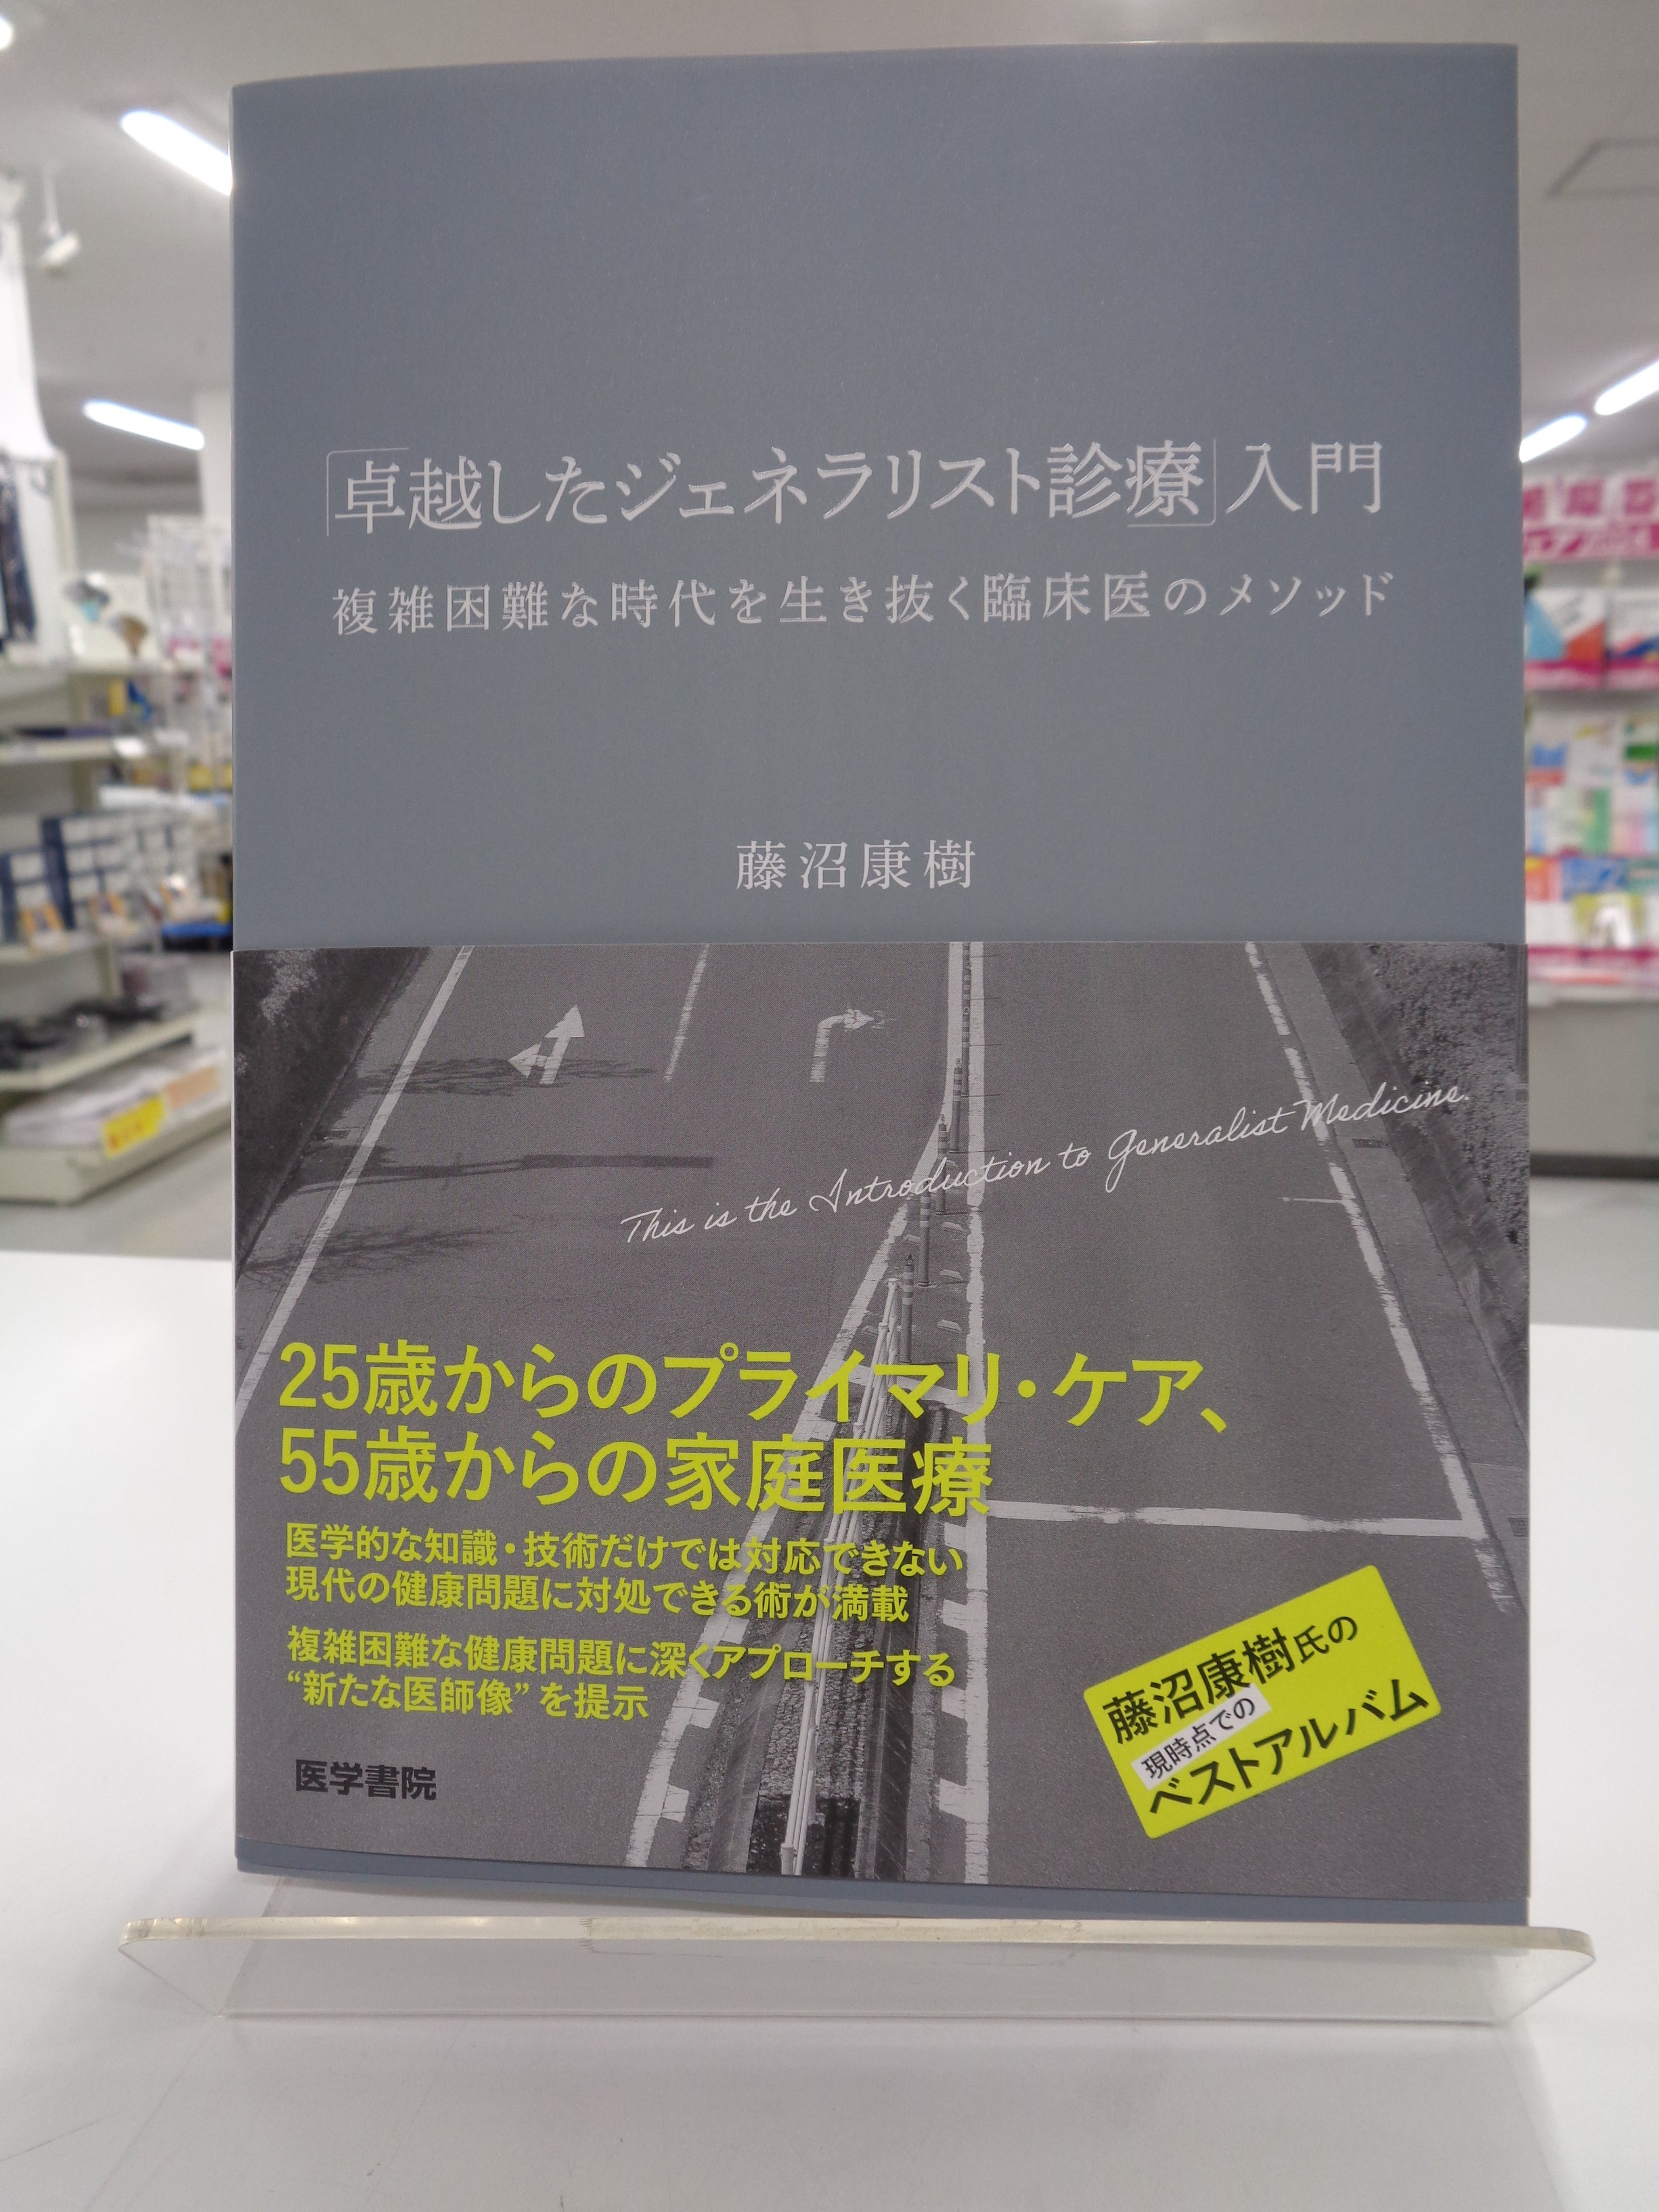 「卓越したジェネラリスト診療」入門
複雑困難な時代を生き抜く臨床医のメソッド
藤沼康樹
This is the Introduction to Generalist Medicine.
25歳からのプライマリ・ケア、
55歳からの家庭医療
医学的な知識・技術だけでは対応できない
現代の健康問題に対処できる術が満載
複雑困難な健康問題に深くアプローチする
“新たな医師像”を提示
医学書院
藤沼康樹氏の
現時点での
ベストアルバム